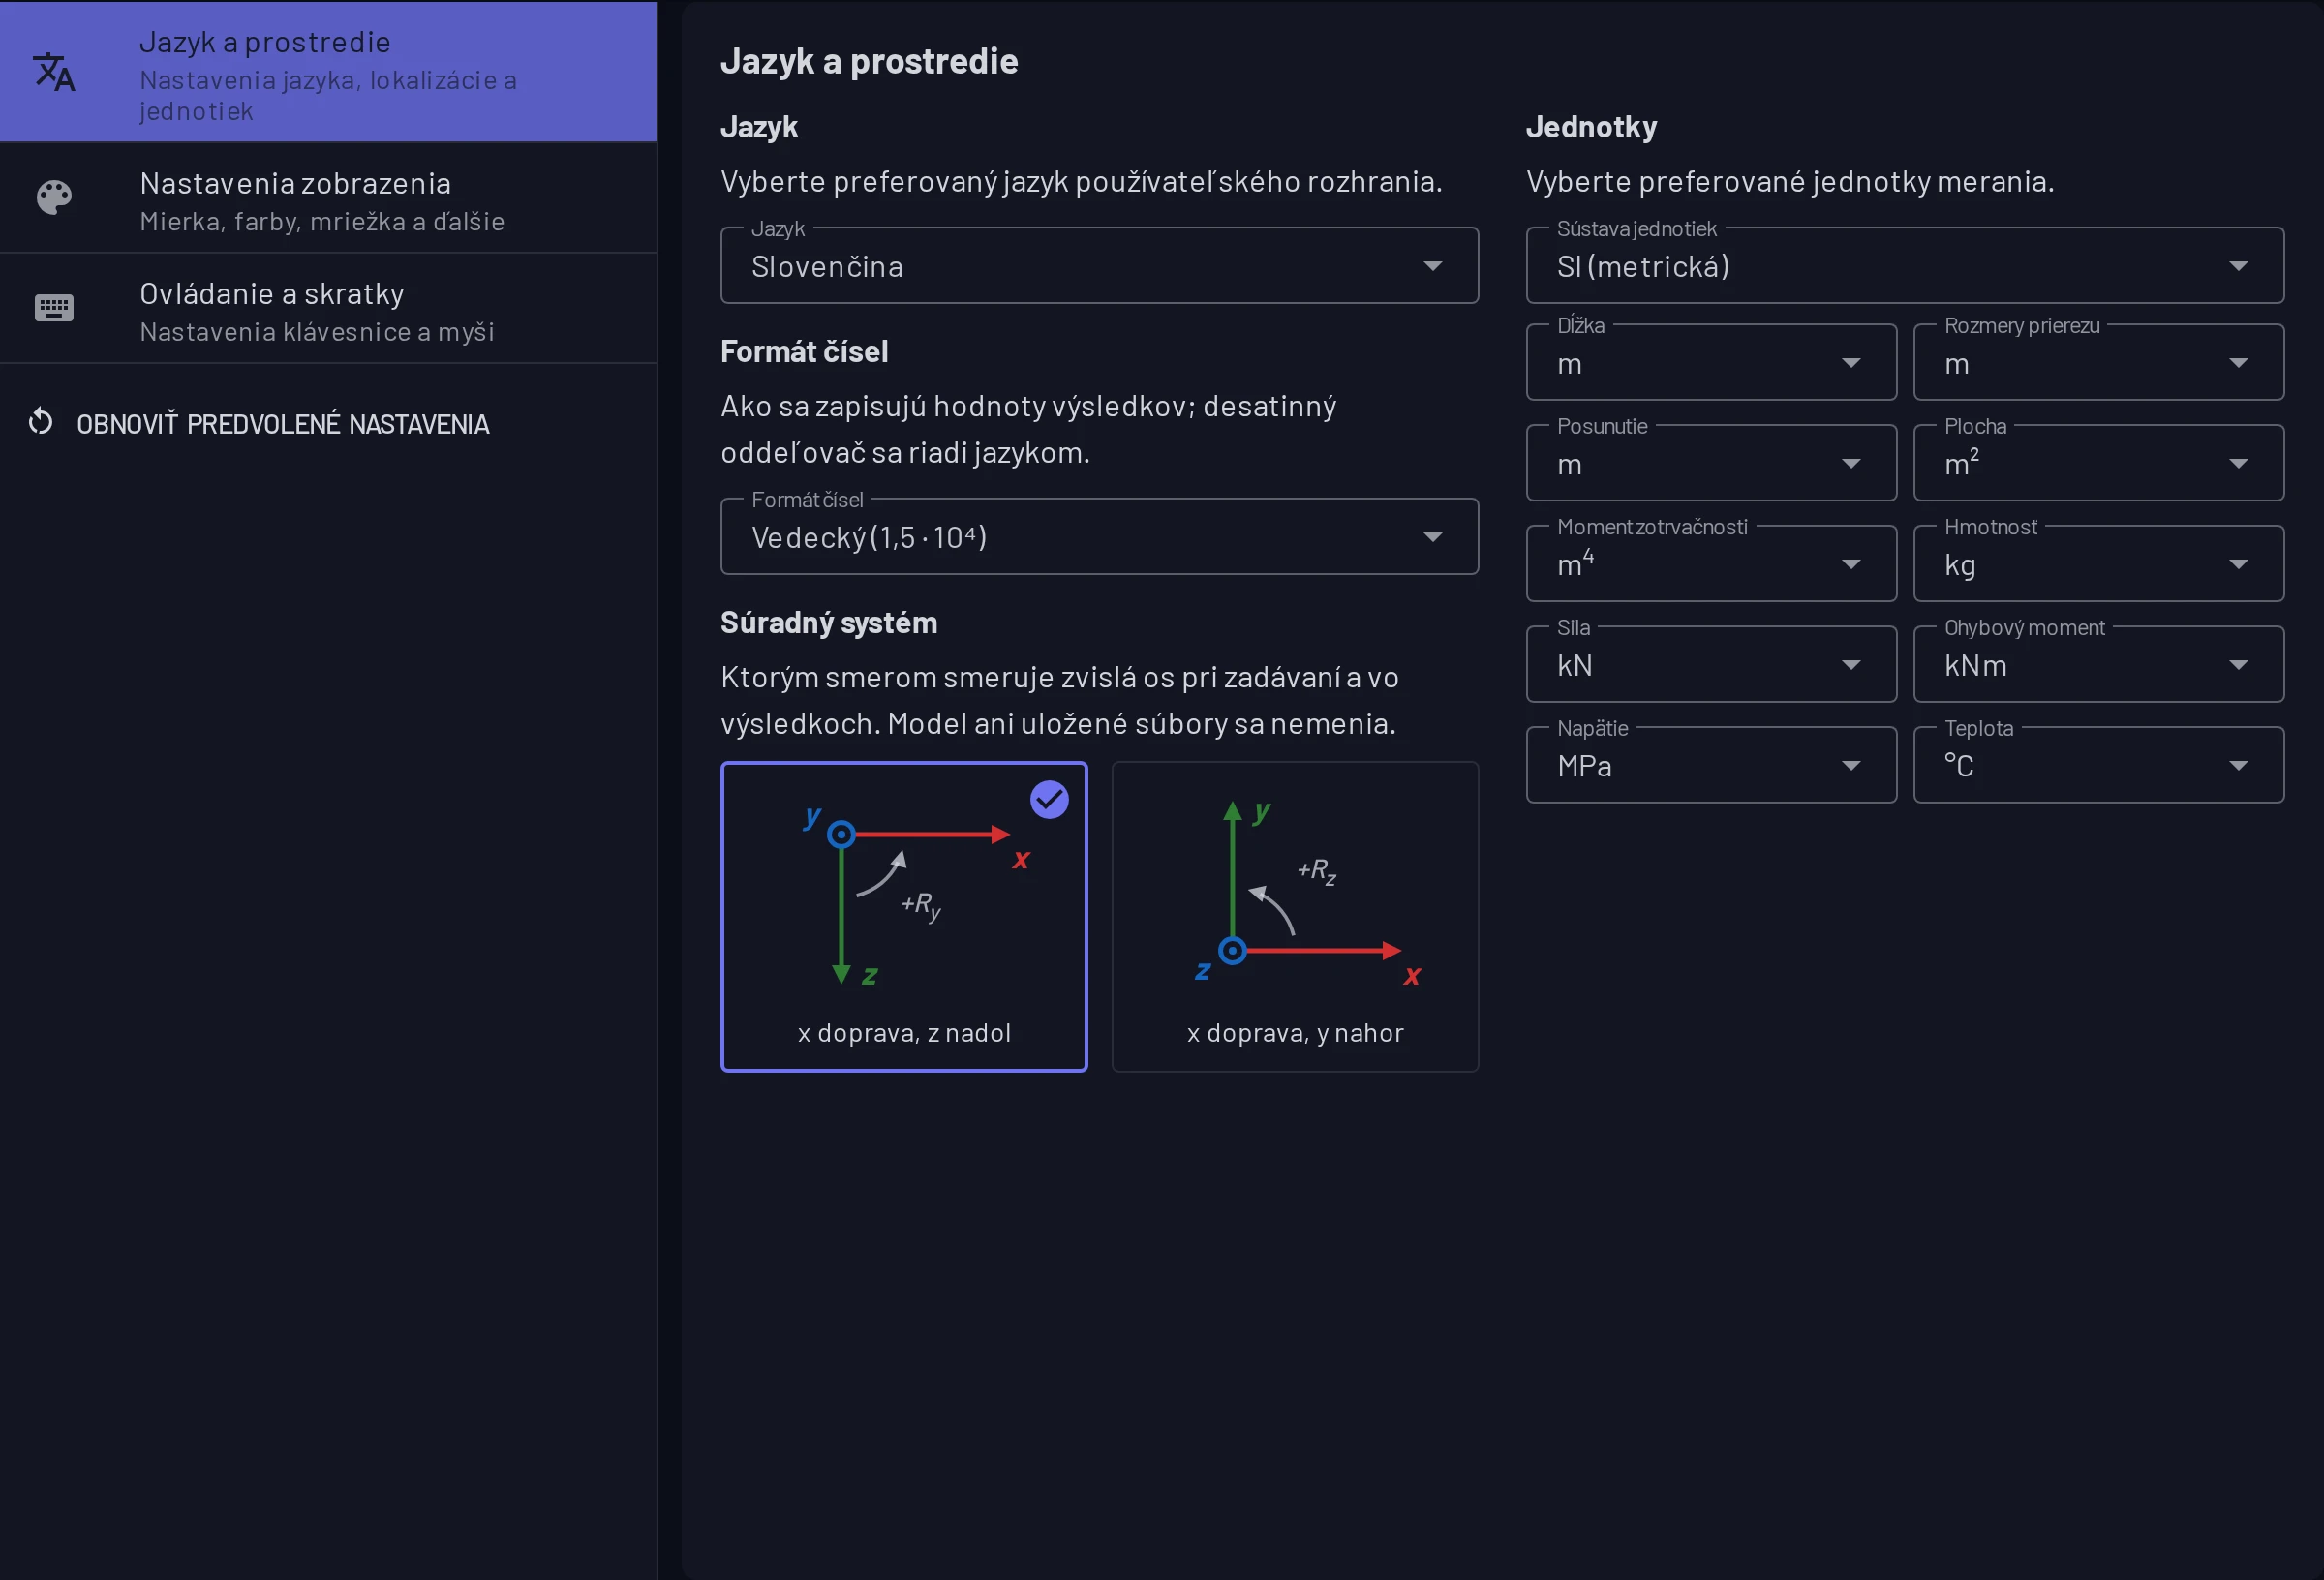 Jazyk a prostredie
Nastavenia jazyka, lokalizácie a
jednotiek
Nastavenia zobrazenia
Mierka, farby, mriežka a ďalšie
Ovládanie a skratky
Nastavenia klávesnice a myši
OBNOVIŤ PREDVOLENÉ NASTAVENIA
Jazyk a prostredie
Jazyk
Vyberte preferovaný jazyk používateľského rozhrania.
Jazyk
Slovenčina
Formát čísel
Ako sa zapisujú hodnoty výsledkov; desatinný
oddeľovač sa riadi jazykom.
Formát čísel
Vedecký (1,5 · 10⁴)
Súradný systém
Ktorým smerom smeruje zvislá os pri zadávaní a vo
výsledkoch. Model ani uložené súbory sa nemenia.
y
x
+Ry
z
x doprava, z nadol
y
+Rz
z
x
x doprava, y nahor
Jednotky
Vyberte preferované jednotky merania.
Sústava jednotiek
SI (metrická)
Dĺžka
m
Rozmery prierezu
m
Posunutie
m
Plocha
m²
Moment zotrvačnosti
m⁴
Hmotnosť
kg
Sila
kN
Ohybový moment
kNm
Napätie
MPa
Teplota
°C